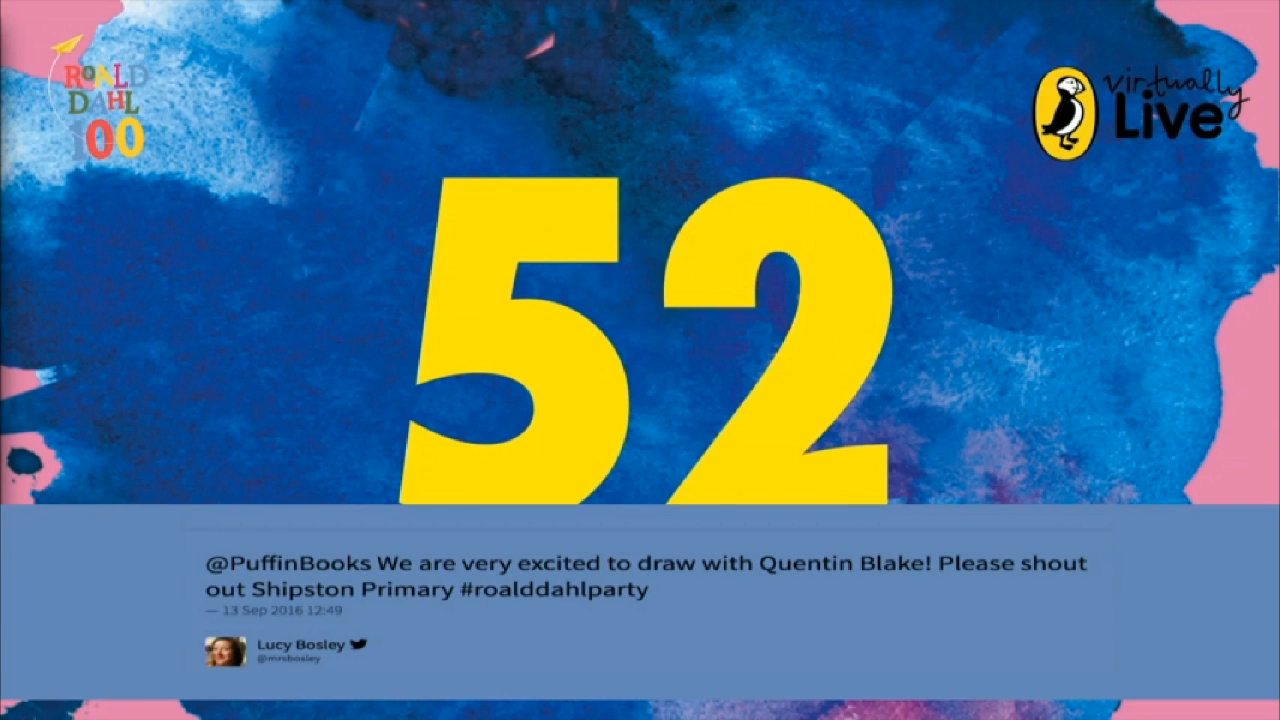 ROALD
DAHL
100
virtually
Live
52
@PuffinBooks We are very excited to draw with Quentin Blake! Please shout
out Shipston Primary #roalddahlparty
— 13 Sep 2016 12:49
Lucy Bosley
@mrsbosley